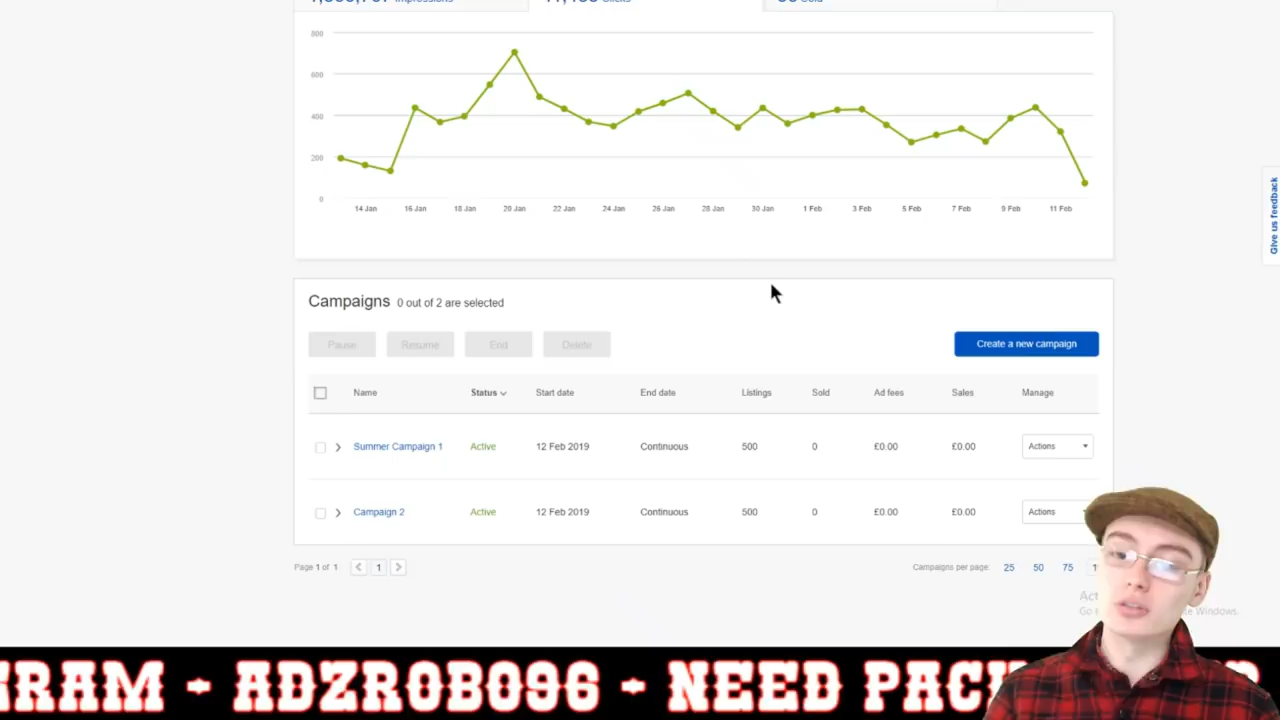 Impressions
Clicks
Sold
800
600
400
200
0
14 Jan 16 Jan 18 Jan 20 Jan 22 Jan 24 Jan 26 Jan 28 Jan 30 Jan 1 Feb 3 Feb 5 Feb 7 Feb 9 Feb 11 Feb
Give us feedback
Campaigns 0 out of 2 are selected
Pause Resume End Delete Create a new campaign
Name Status Start date End date Listings Sold Ad fees Sales Manage
Summer Campaign 1 Active 12 Feb 2019 Continuous 500 0 £0.00 £0.00 Actions
Campaign 2 Active 12 Feb 2019 Continuous 500 0 £0.00 £0.00 Actions
Page 1 of 1 1 Campaigns per page: 25 50 75
Windows.
- ADZROB096 - NEED